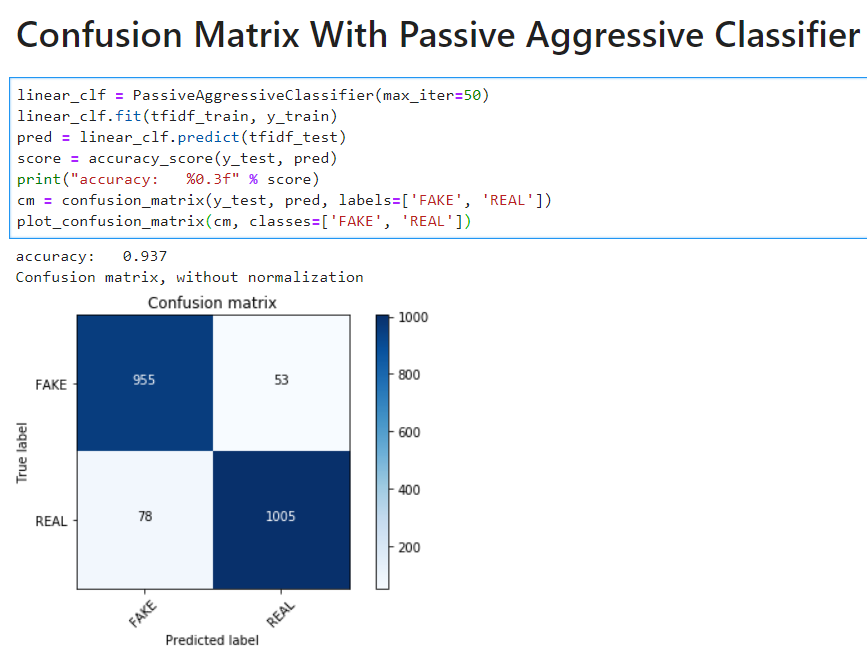 Confusion Matrix With Passive Aggressive Classifier
linear_clf = PassiveAggressiveClassifier(max_iter=50)
linear_clf.fit(tfidf_train, y_train)
pred = linear_clf.predict(tfidf_test)
score = accuracy_score(y_test, pred)
print("accuracy:   %0.3f" % score)
cm = confusion_matrix(y_test, pred, labels=['FAKE', 'REAL'])
plot_confusion_matrix(cm, classes=['FAKE', 'REAL'])
accuracy:   0.937
Confusion matrix, without normalization
Confusion matrix
True label
FAKE
955
53
REAL
78
1005
FAKE
REAL
Predicted label
1000
800
600
400
200